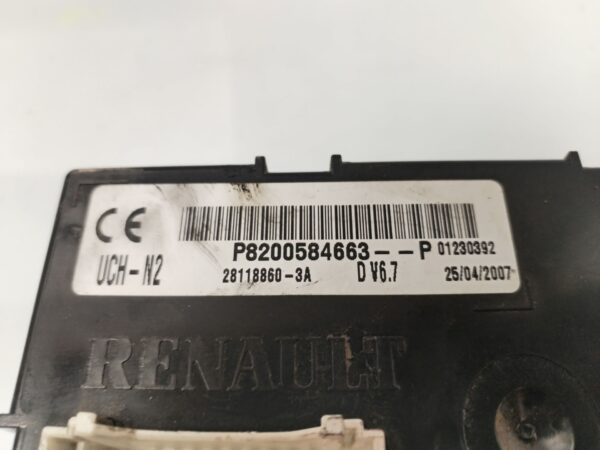 CE
P8200584663--P 01230392
UCH-N2 28118860-3A D V6.7 25/04/2007
RENAULT